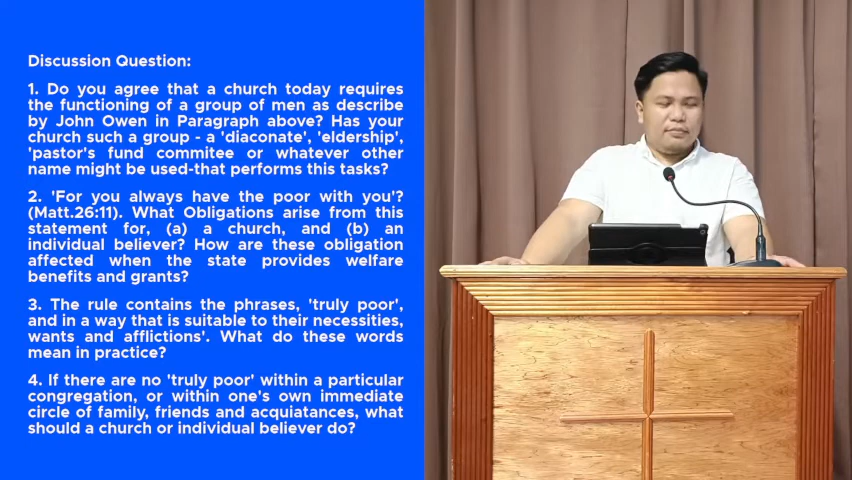 Discussion Question:
1. Do you agree that a church today requires
the functioning of a group of men as describe
by John Owen in Paragraph above? Has your
church such a group - a 'diaconate', 'eldership',
'pastor's fund commitee or whatever other
name might be used-that performs this tasks?
2. 'For you always have the poor with you'?
(Matt.26:11). What Obligations arise from this
statement for, (a) a church, and (b) an
individual believer? How are these obligation
affected when the state provides welfare
benefits and grants?
3. The rule contains the phrases, 'truly poor',
and in a way that is suitable to their necessities,
wants and afflictions'. What do these words
mean in practice?
4. If there are no 'truly poor' within a particular
congregation, or within one's own immediate
circle of family, friends and acquiatances, what
should a church or individual believer do?